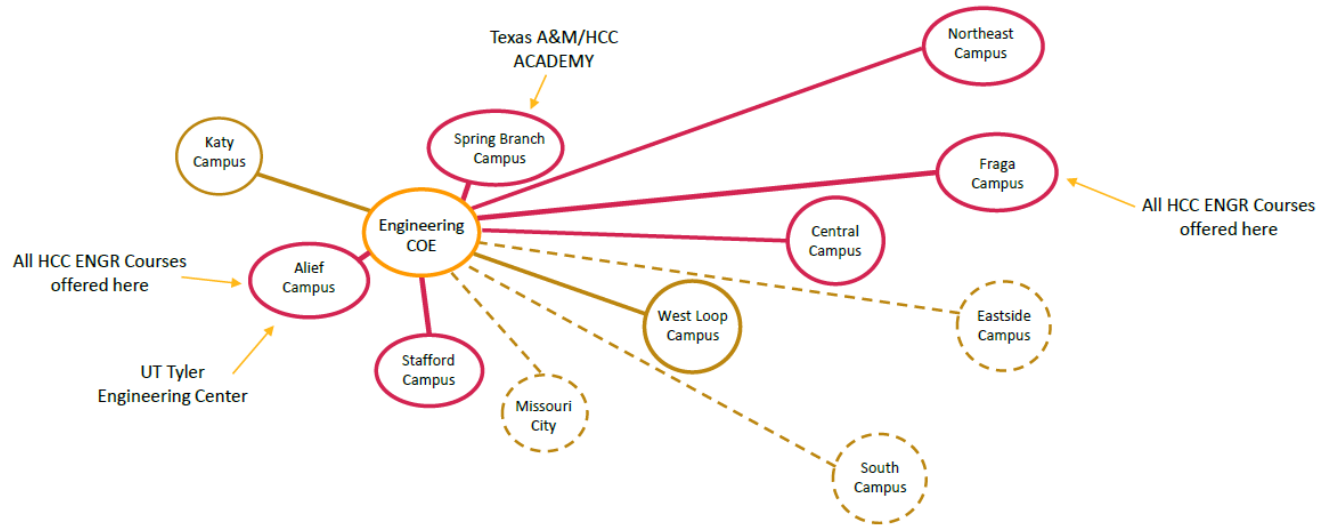 Texas A&M/HCC
ACADEMY
Northeast
Campus
Katy
Campus
Spring Branch
Campus
Fraga
Campus
All HCC ENGR Courses
offered here
Engineering
COE
Central
Campus
All HCC ENGR Courses
offered here
Alief
Campus
West Loop
Campus
Eastside
Campus
UT Tyler
Engineering Center
Stafford
Campus
Missouri
City
South
Campus